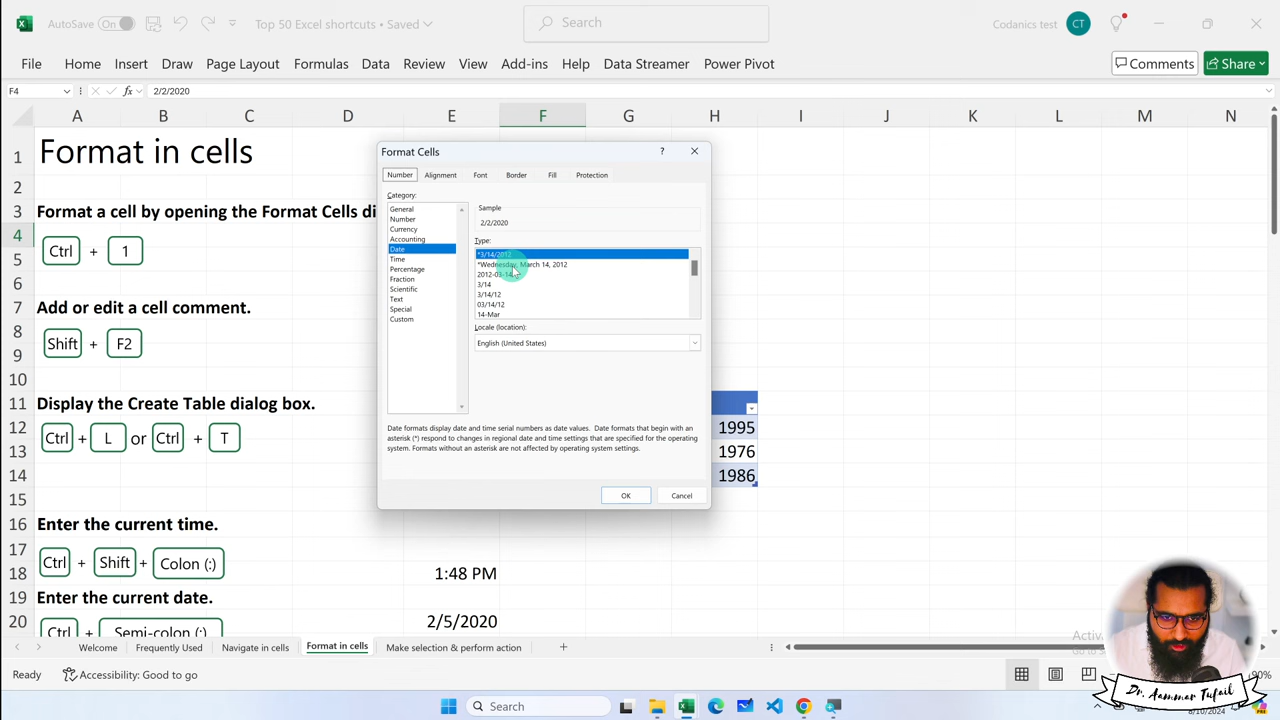 AutoSave Off Top 50 Excel shortcuts • Saved Search Codanics test CT
File Home Insert Draw Page Layout Formulas Data Review View Add-ins Help Data Streamer Power Pivot Comments Share
F4 fx 2/2/2020
A B C D E F G H I J K L M N
1 Format in cells
2
3 Format a cell by opening the Format Cells di
4
5 Ctrl + 1
6
7 Add or edit a cell comment.
8
9 Shift + F2
10
11 Display the Create Table dialog box.
12 1995
13 Ctrl + L or Ctrl + T 1976
14 1986
15
16 Enter the current time.
17
18 Ctrl + Shift + Colon (:) 1:48 PM
19 Enter the current date.
20 Ctrl + Semi-colon (;) 2/5/2020
Format Cells ?
Number Alignment Font Border Fill Protection
Category:
General
Number
Currency
Accounting
Date
Time
Percentage
Fraction
Scientific
Text
Special
Custom
Sample
2/2/2020
Type:
*3/14/2012
*Wednesday, March 14, 2012
2012-03-14
3/14
3/14/12
03/14/12
14-Mar
Locale (location):
English (United States)
Date formats display date and time serial numbers as date values. Date formats that begin with an
asterisk (*) respond to changes in regional date and time settings that are specified for the operating
system. Formats without an asterisk are not affected by operating system settings.
OK Cancel
Welcome Frequently Used Navigate in cells Format in cells Make selection & perform action
Ready Accessibility: Good to go 90%
Search
8/10/2024
Dr. Aammar Tufail